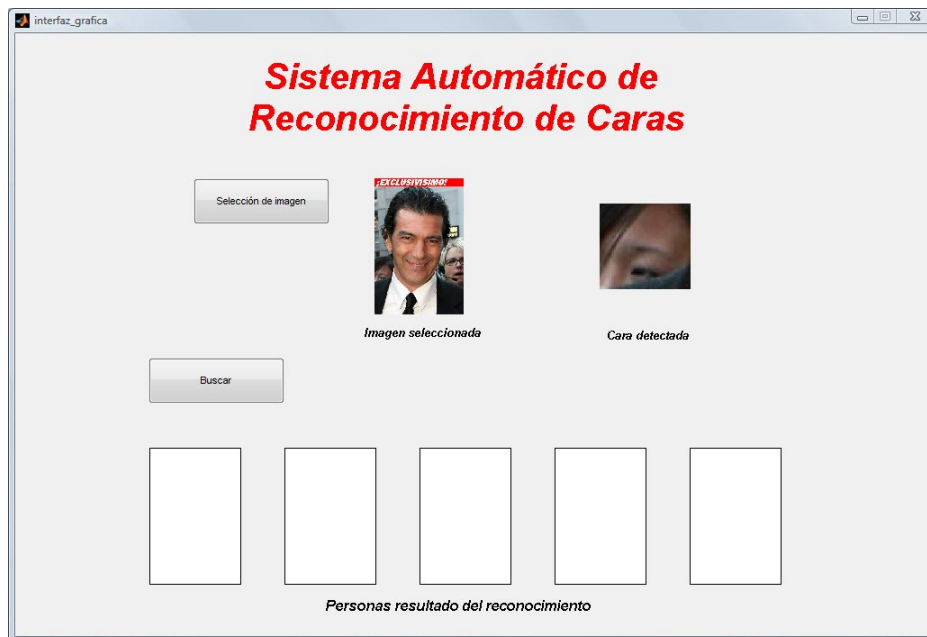 interfaz_grafica
Sistema Automático de
Reconocimiento de Caras
Selección de imagen
¡EXCLUSIVISIMO!
Imagen seleccionada
Cara detectada
Buscar
Personas resultado del reconocimiento